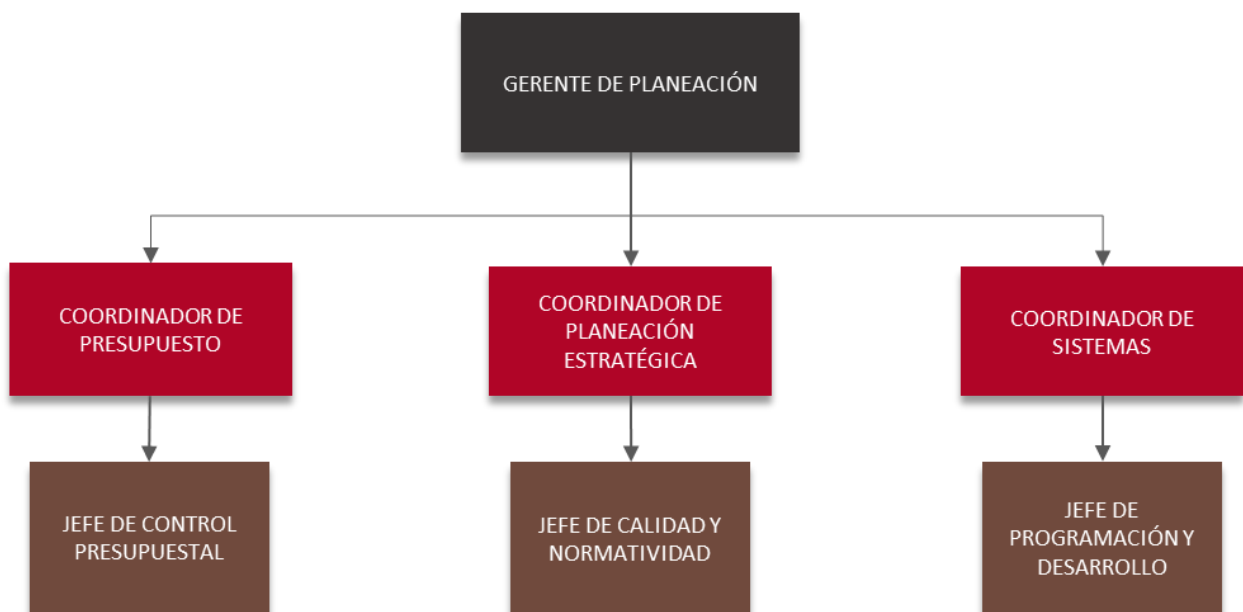 GERENTE DE PLANEACIÓN
COORDINADOR DE
PRESUPUESTO
COORDINADOR DE
PLANEACIÓN
ESTRATÉGICA
COORDINADOR DE
SISTEMAS
JEFE DE CONTROL
PRESUPUESTAL
JEFE DE CALIDAD Y
NORMATIVIDAD
JEFE DE
PROGRAMACIÓN Y
DESARROLLO